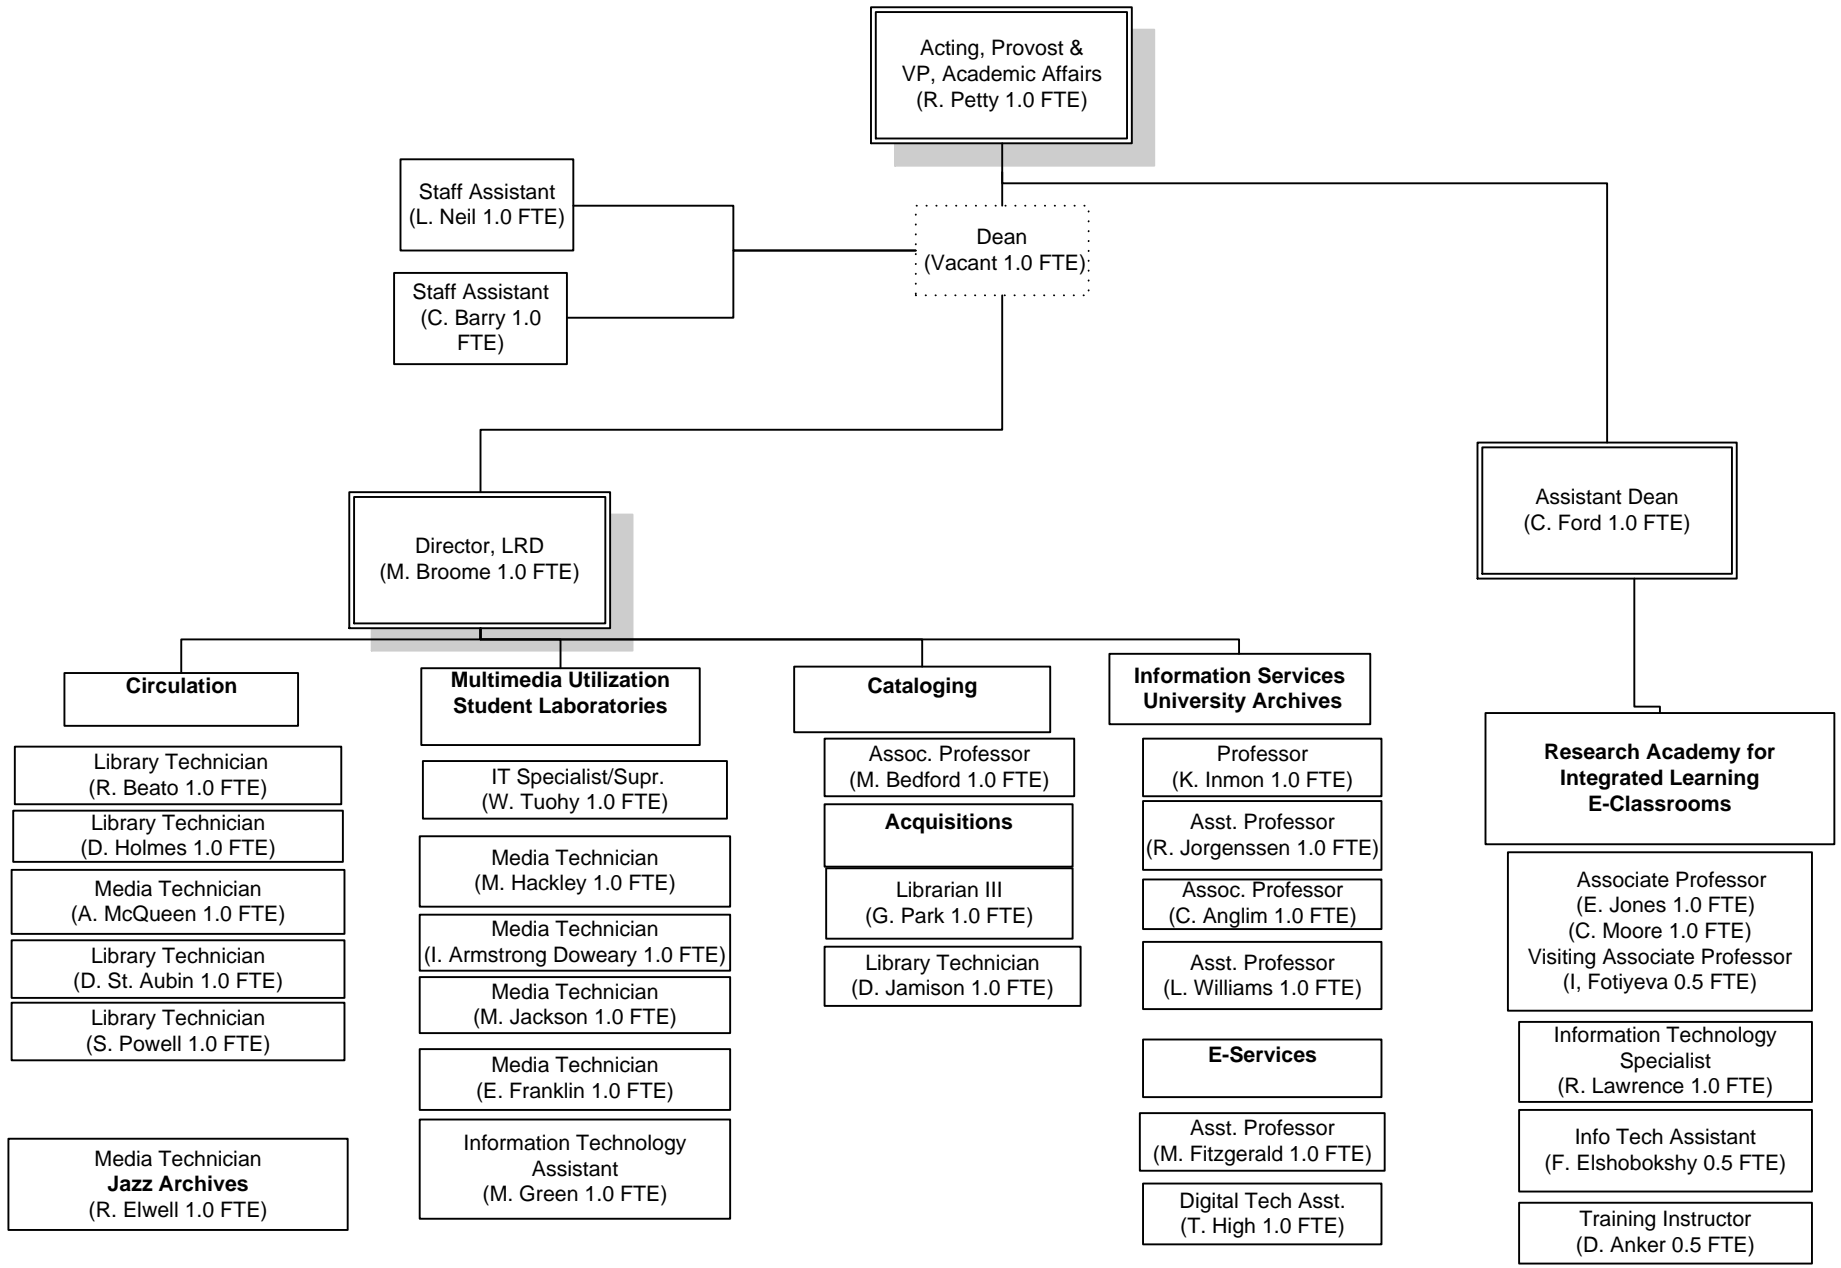 Acting, Provost &
VP, Academic Affairs
(R. Petty 1.0 FTE)
Staff Assistant
(L. Neil 1.0 FTE)
Dean
(Vacant 1.0 FTE)
Staff Assistant
(C. Barry 1.0
FTE)
Director, LRD
(M. Broome 1.0 FTE)
Assistant Dean
(C. Ford 1.0 FTE)
Circulation
Library Technician
(R. Beato 1.0 FTE)
Library Technician
(D. Holmes 1.0 FTE)
Media Technician
(A. McQueen 1.0 FTE)
Library Technician
(D. St. Aubin 1.0 FTE)
Library Technician
(S. Powell 1.0 FTE)
Media Technician
Jazz Archives
(R. Elwell 1.0 FTE)
Multimedia Utilization
Student Laboratories
IT Specialist/Supr.
(W. Tuohy 1.0 FTE)
Media Technician
(M. Hackley 1.0 FTE)
Media Technician
(I. Armstrong Doweary 1.0 FTE)
Media Technician
(M. Jackson 1.0 FTE)
Media Technician
(E. Franklin 1.0 FTE)
Information Technology
Assistant
(M. Green 1.0 FTE)
Cataloging
Assoc. Professor
(M. Bedford 1.0 FTE)
Acquisitions
Librarian III
(G. Park 1.0 FTE)
Library Technician
(D. Jamison 1.0 FTE)
Information Services
University Archives
Professor
(K. Inmon 1.0 FTE)
Asst. Professor
(R. Jorgenssen 1.0 FTE)
Assoc. Professor
(C. Anglim 1.0 FTE)
Asst. Professor
(L. Williams 1.0 FTE)
E-Services
Asst. Professor
(M. Fitzgerald 1.0 FTE)
Digital Tech Asst.
(T. High 1.0 FTE)
Research Academy for
Integrated Learning
E-Classrooms
Associate Professor
(E. Jones 1.0 FTE)
(C. Moore 1.0 FTE)
Visiting Associate Professor
(I, Fotiyeva 0.5 FTE)
Information Technology
Specialist
(R. Lawrence 1.0 FTE)
Info Tech Assistant
(F. Elshobokshy 0.5 FTE)
Training Instructor
(D. Anker 0.5 FTE)